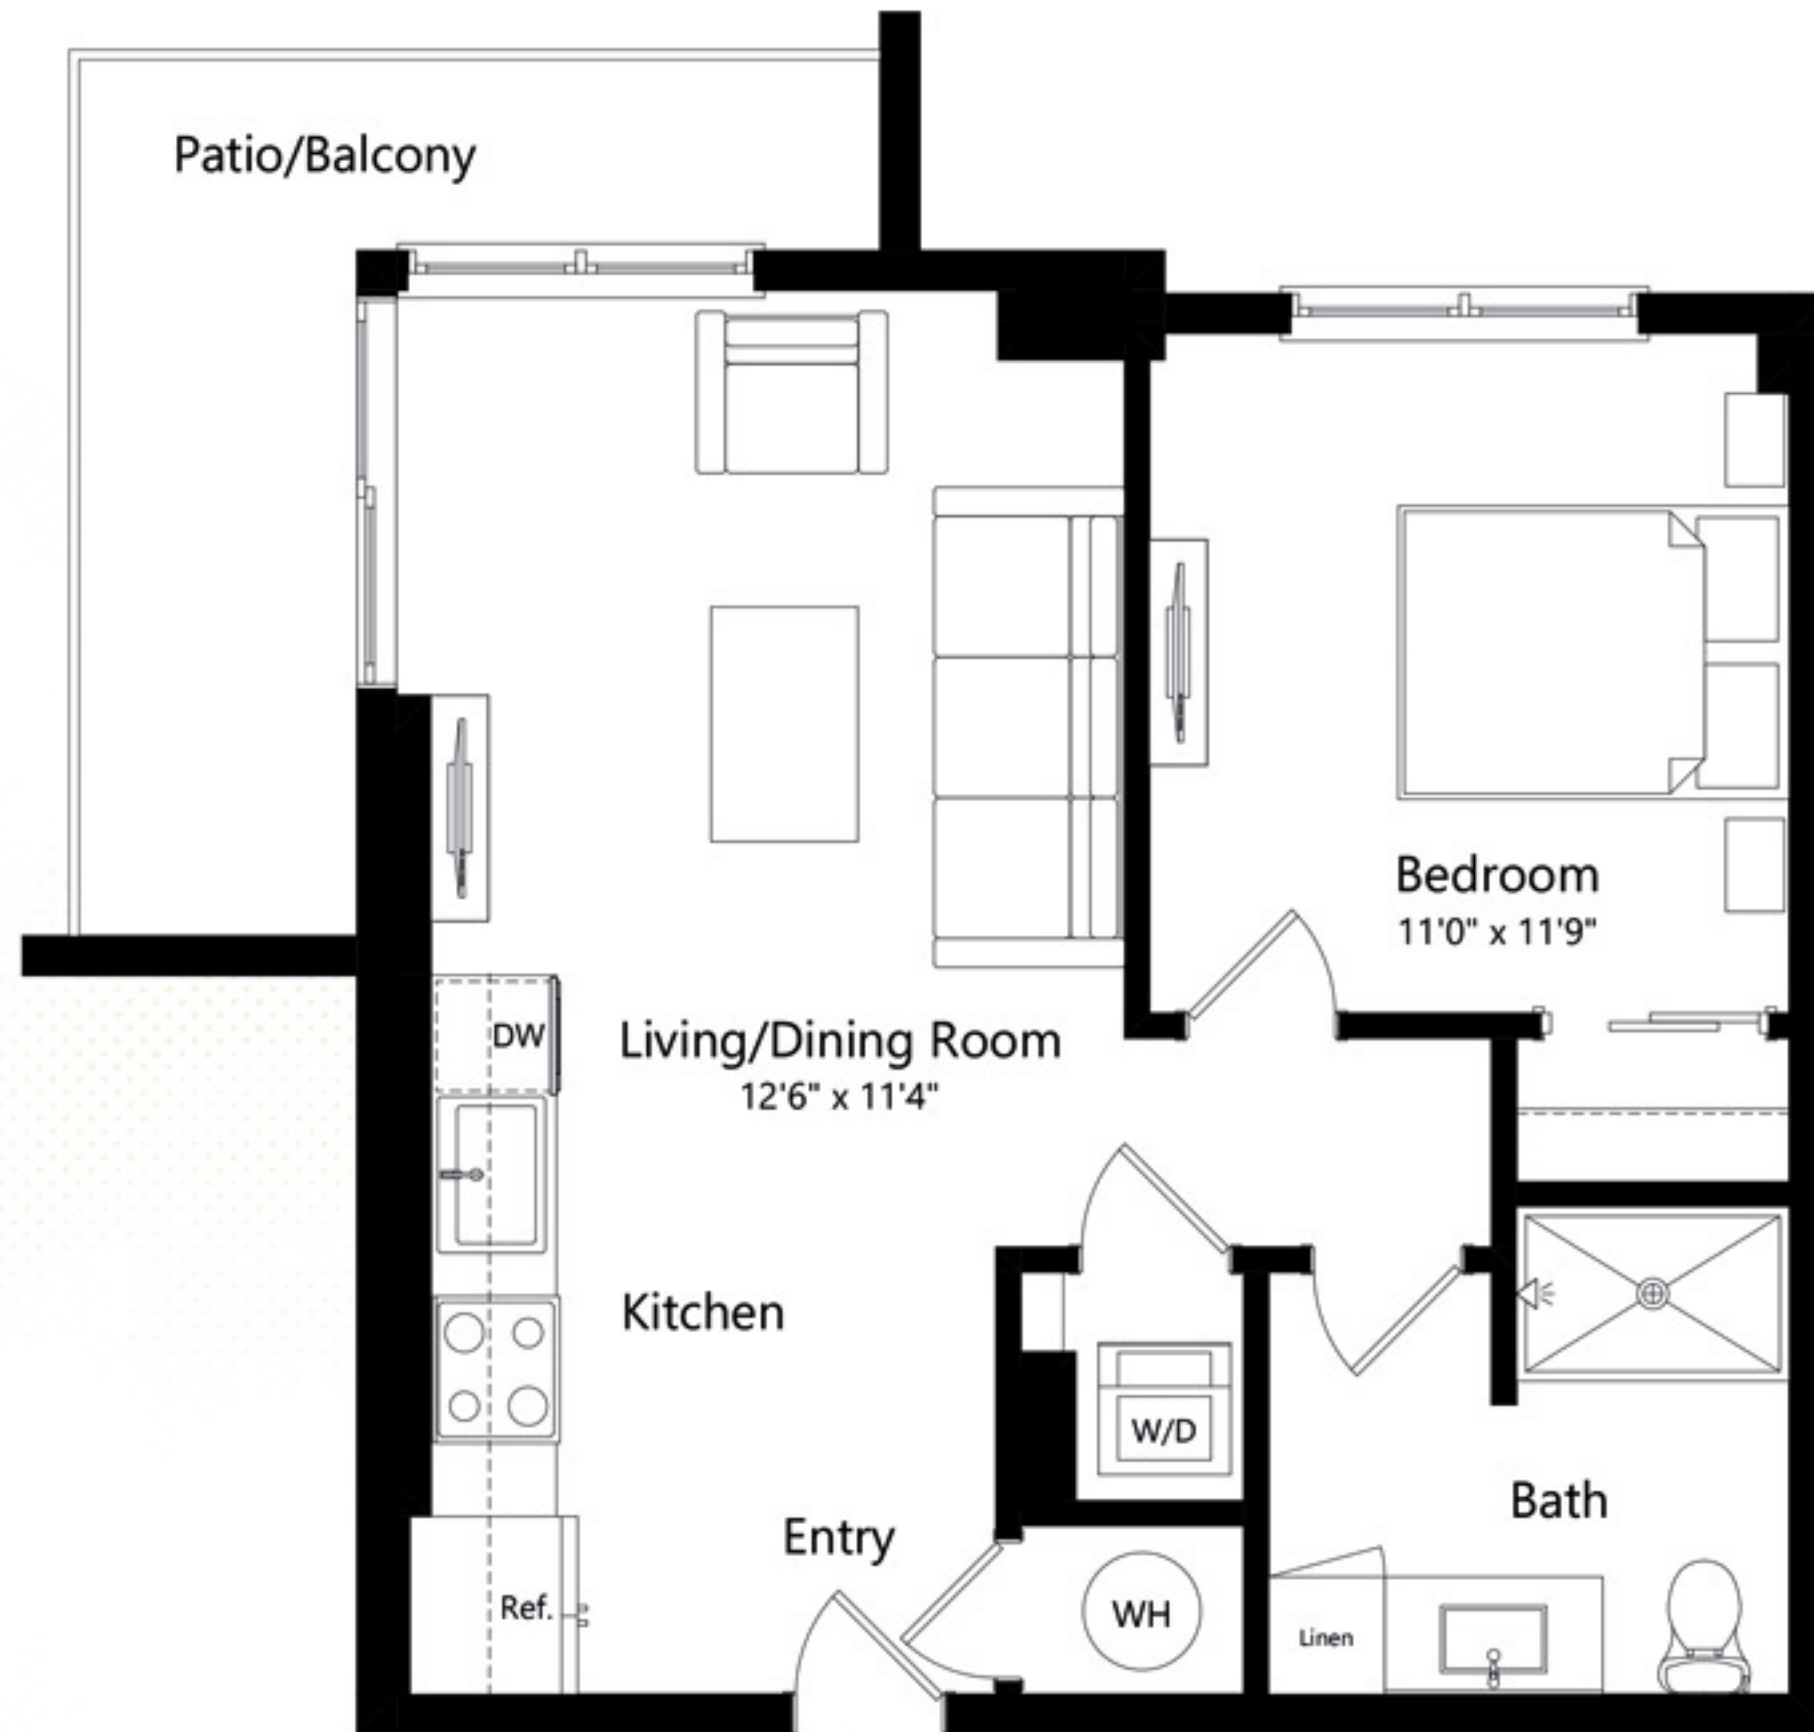 Patio/Balcony
Bedroom
11'0" x 11'9"
DW
Living/Dining Room
12'6" x 11'4"
Kitchen
W/D
Bath
Entry
Ref.
WH
Linen